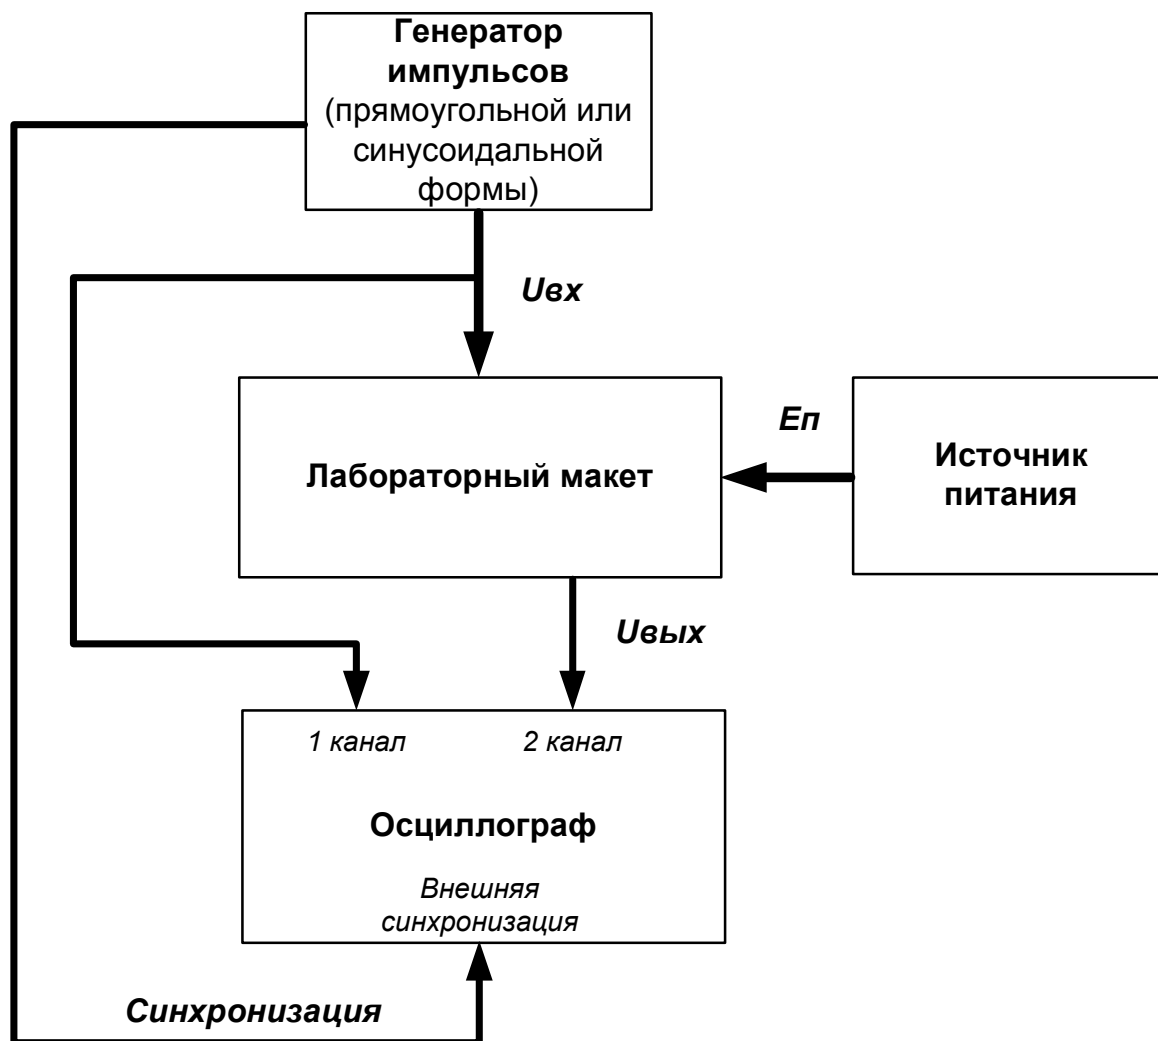 Генератор
импульсов
(прямоугольной или
синусоидальной
формы)
Uвх
Лабораторный макет
Eп
Источник
питания
Uвых
1 канал
2 канал
Осциллограф
Внешняя
синхронизация
Синхронизация